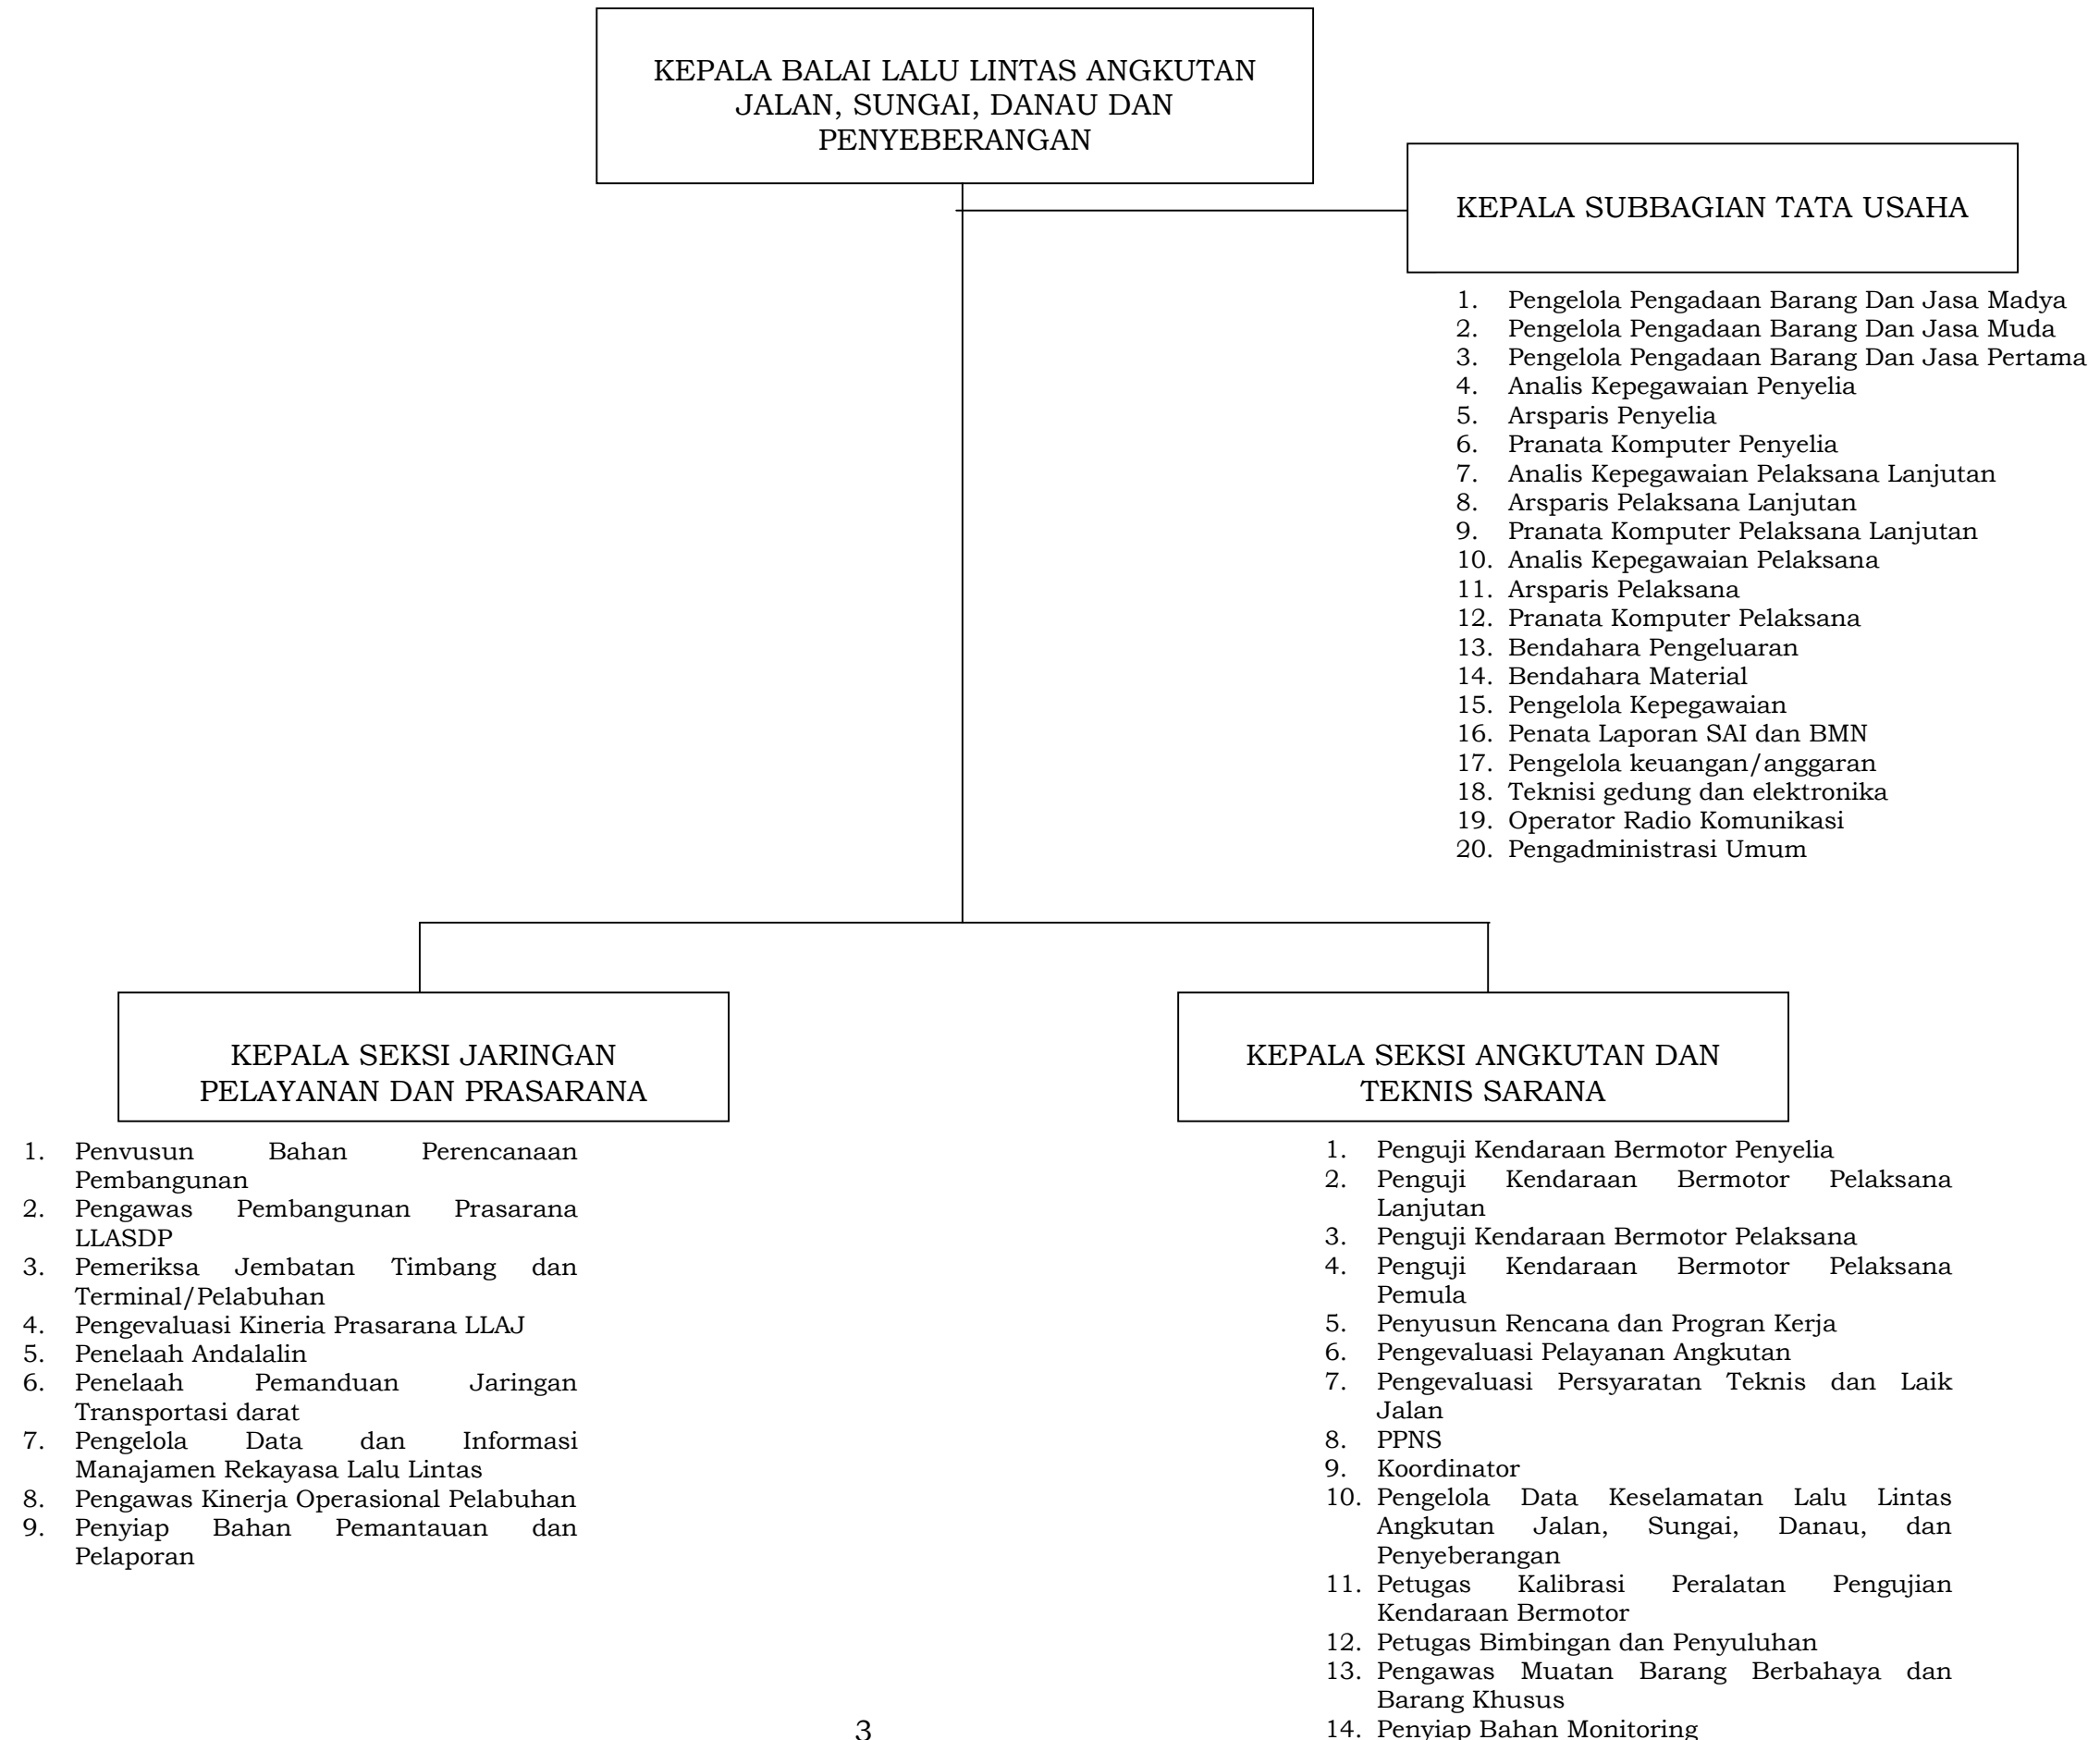 KEPALA BALAI LALU LINTAS ANGKUTAN
JALAN, SUNGAI, DANAU DAN
PENYEBERANGAN
KEPALA SUBBAGIAN TATA USAHA
1. Pengelola Pengadaan Barang Dan Jasa Madya
2. Pengelola Pengadaan Barang Dan Jasa Muda
3. Pengelola Pengadaan Barang Dan Jasa Pertama
4. Analis Kepegawaian Penyelia
5. Arsparis Penyelia
6. Pranata Komputer Penyelia
7. Analis Kepegawaian Pelaksana Lanjutan
8. Arsparis Pelaksana Lanjutan
9. Pranata Komputer Pelaksana Lanjutan
10. Analis Kepegawaian Pelaksana
11. Arsparis Pelaksana
12. Pranata Komputer Pelaksana
13. Bendahara Pengeluaran
14. Bendahara Material
15. Pengelola Kepegawaian
16. Penata Laporan SAI dan BMN
17. Pengelola keuangan/anggaran
18. Teknisi gedung dan elektronika
19. Operator Radio Komunikasi
20. Pengadministrasi Umum
KEPALA SEKSI JARINGAN
PELAYANAN DAN PRASARANA
1. Penvusun Bahan Perencanaan
Pembangunan
2. Pengawas Pembangunan Prasarana
LLASDP
3. Pemeriksa Jembatan Timbang dan
Terminal/Pelabuhan
4. Pengevaluasi Kineria Prasarana LLAJ
5. Penelaah Andalalin
6. Penelaah Pemanduan Jaringan
Transportasi darat
7. Pengelola Data dan Informasi
Manajamen Rekayasa Lalu Lintas
8. Pengawas Kinerja Operasional Pelabuhan
9. Penyiap Bahan Pemantauan dan
Pelaporan
KEPALA SEKSI ANGKUTAN DAN
TEKNIS SARANA
1. Penguji Kendaraan Bermotor Penyelia
2. Penguji Kendaraan Bermotor Pelaksana
Lanjutan
3. Penguji Kendaraan Bermotor Pelaksana
4. Penguji Kendaraan Bermotor Pelaksana
Pemula
5. Penyusun Rencana dan Progran Kerja
6. Pengevaluasi Pelayanan Angkutan
7. Pengevaluasi Persyaratan Teknis dan Laik
Jalan
8. PPNS
9. Koordinator
10. Pengelola Data Keselamatan Lalu Lintas
Angkutan Jalan, Sungai, Danau, dan
Penyeberangan
11. Petugas Kalibrasi Peralatan Pengujian
Kendaraan Bermotor
12. Petugas Bimbingan dan Penyuluhan
13. Pengawas Muatan Barang Berbahaya dan
Barang Khusus
14. Penyiap Bahan Monitoring
3